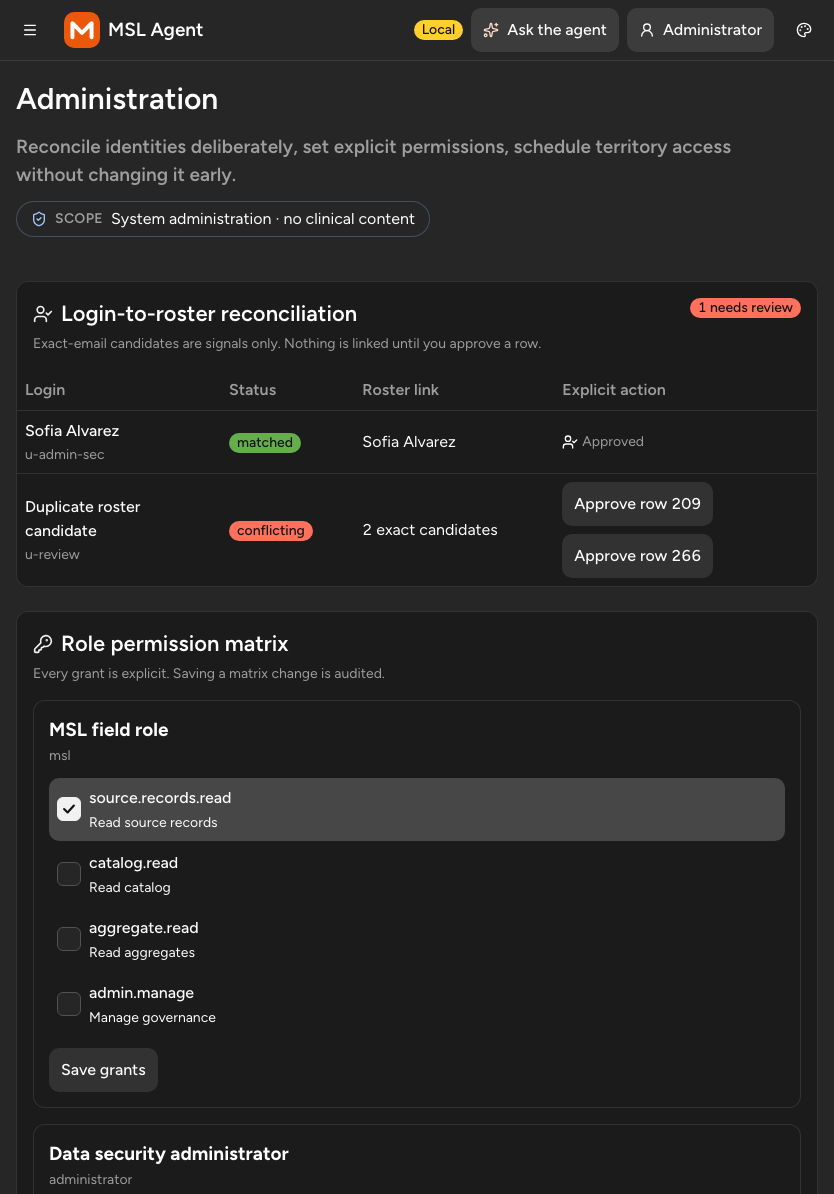 MSL Agent
Local
Ask the agent
Administrator
Administration
Reconcile identities deliberately, set explicit permissions, schedule territory access
without changing it early.
SCOPE System administration · no clinical content
Login-to-roster reconciliation
1 needs review
Exact-email candidates are signals only. Nothing is linked until you approve a row.
Login Status Roster link Explicit action
Sofia Alvarez
u-admin-sec
matched
Sofia Alvarez
Approved
Duplicate roster
candidate
u-review
conflicting
2 exact candidates
Approve row 209
Approve row 266
Role permission matrix
Every grant is explicit. Saving a matrix change is audited.
MSL field role
msl
source.records.read
Read source records
catalog.read
Read catalog
aggregate.read
Read aggregates
admin.manage
Manage governance
Save grants
Data security administrator
administrator